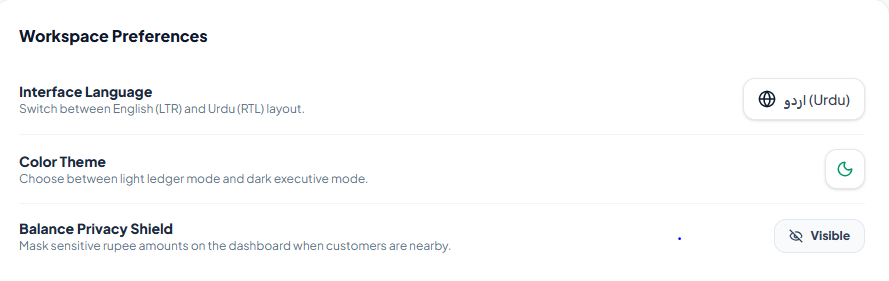 Workspace Preferences
Interface Language
Switch between English (LTR) and Urdu (RTL) layout.
اردو (Urdu)
Color Theme
Choose between light ledger mode and dark executive mode.
Balance Privacy Shield
Mask sensitive rupee amounts on the dashboard when customers are nearby.
Visible